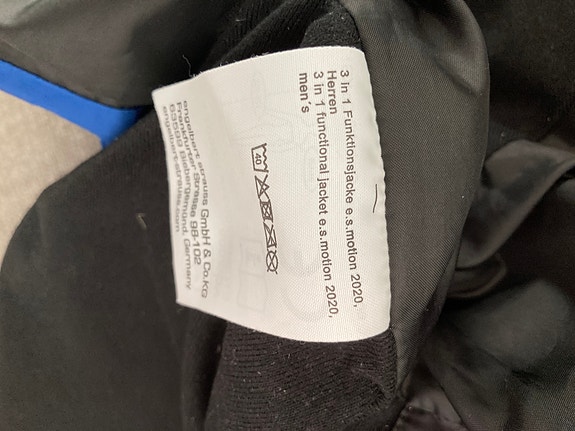 3 in 1 Funktionsjacke e.s.motion 2020,
Herren
3 in 1 functional jacket e.s.motion 2020,
men´s
40
engelbert strauss GmbH & Co.KG
Frankfurter Strasse 98-102
63599 Biebergemünd, Germany
engelbert-strauss.com